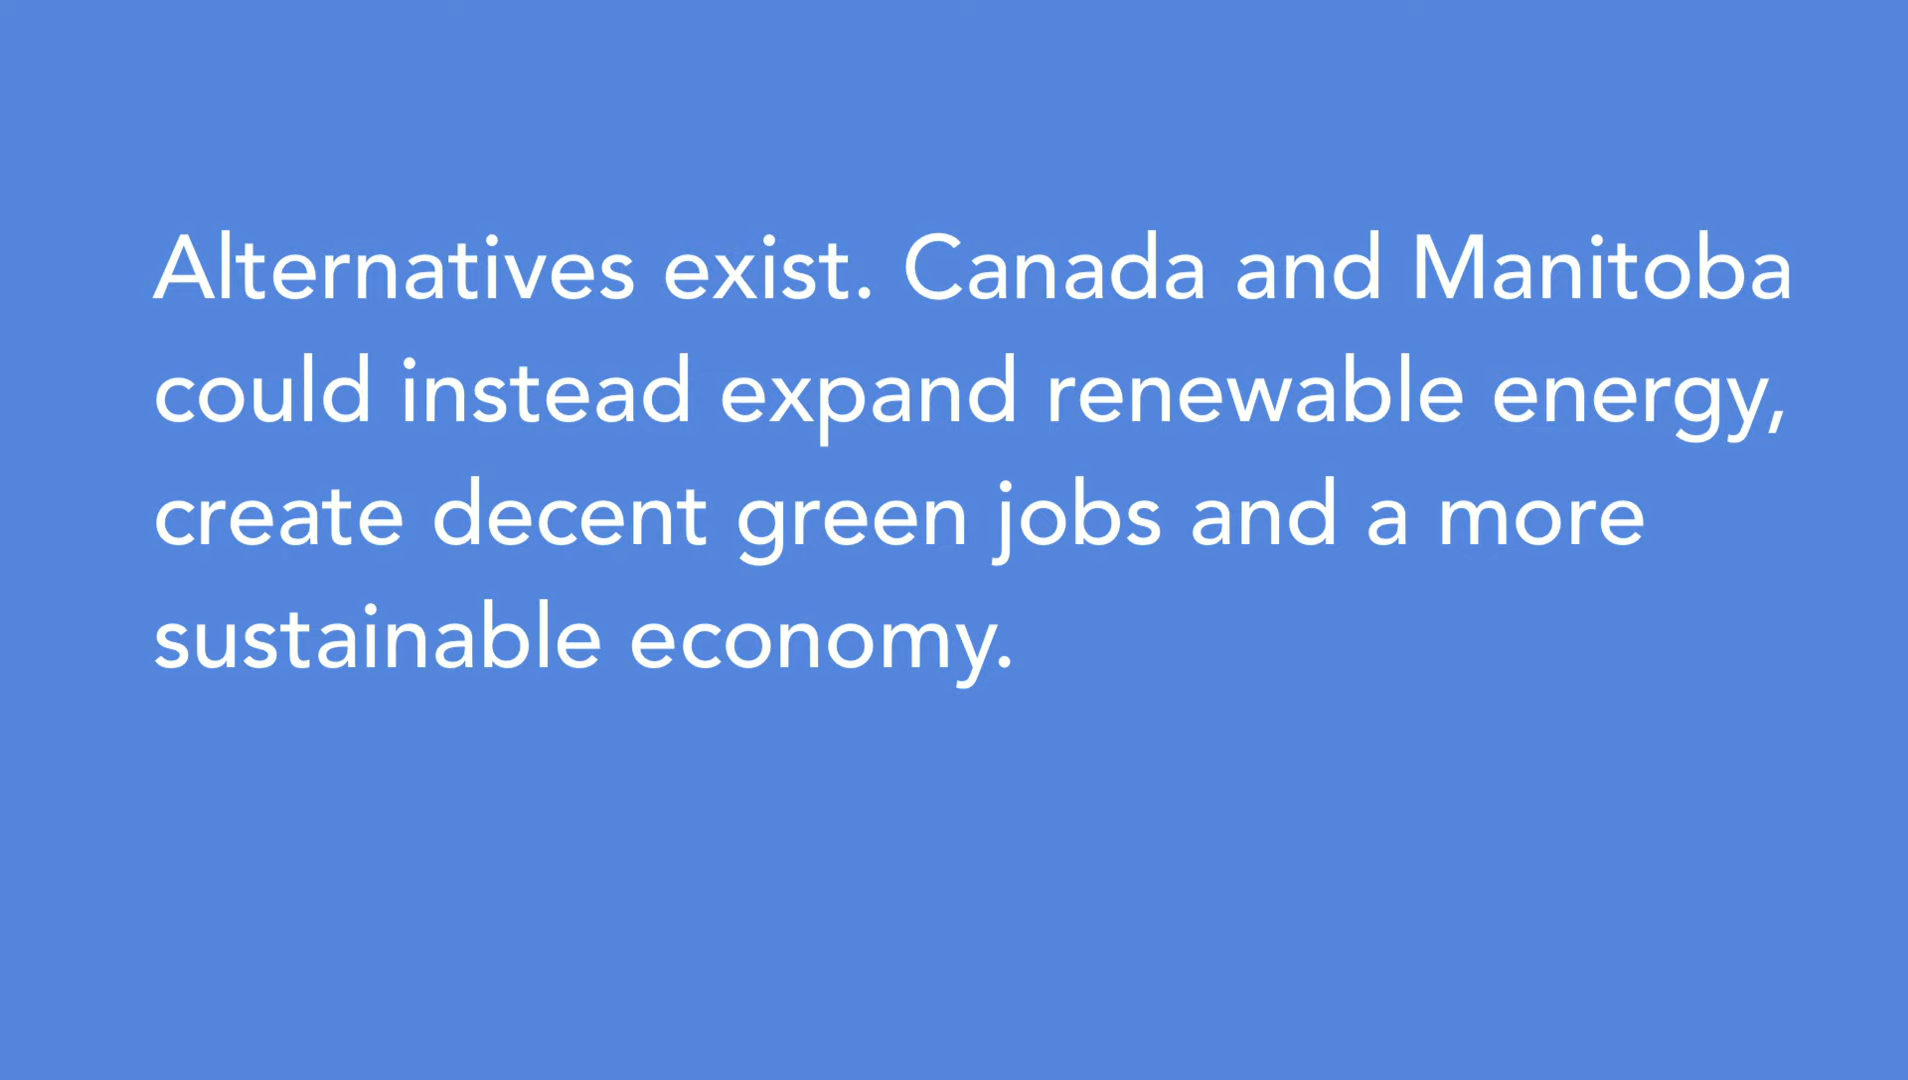 Alternatives exist. Canada and Manitoba
could instead expand renewable energy,
create decent green jobs and a more
sustainable economy.